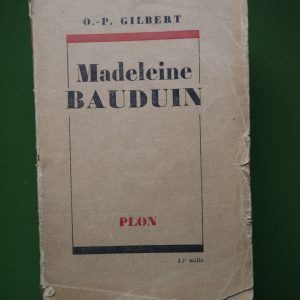 O.-P. GILBERT
Madeleine
BAUDUIN
PLON
15e mille